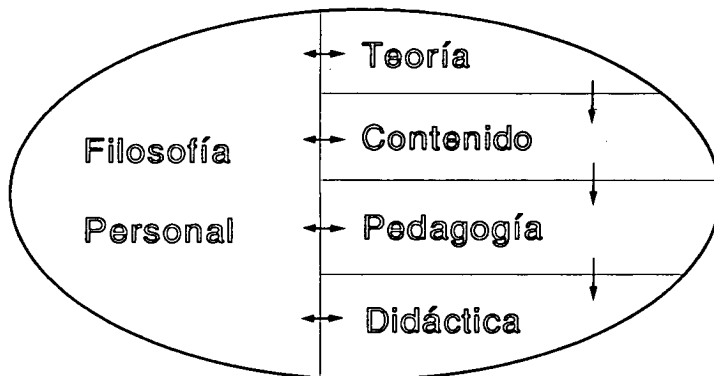 Filosofía
Personal
Teoría
Contenido
Pedagogía
Didáctica